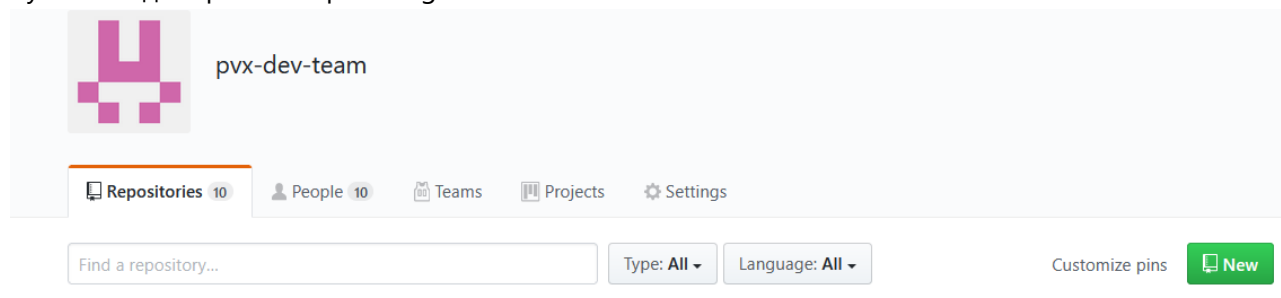 pvx-dev-team
Repositories 10 People 10 Teams Projects Settings
Find a repository... Type: All Language: All Customize pins New